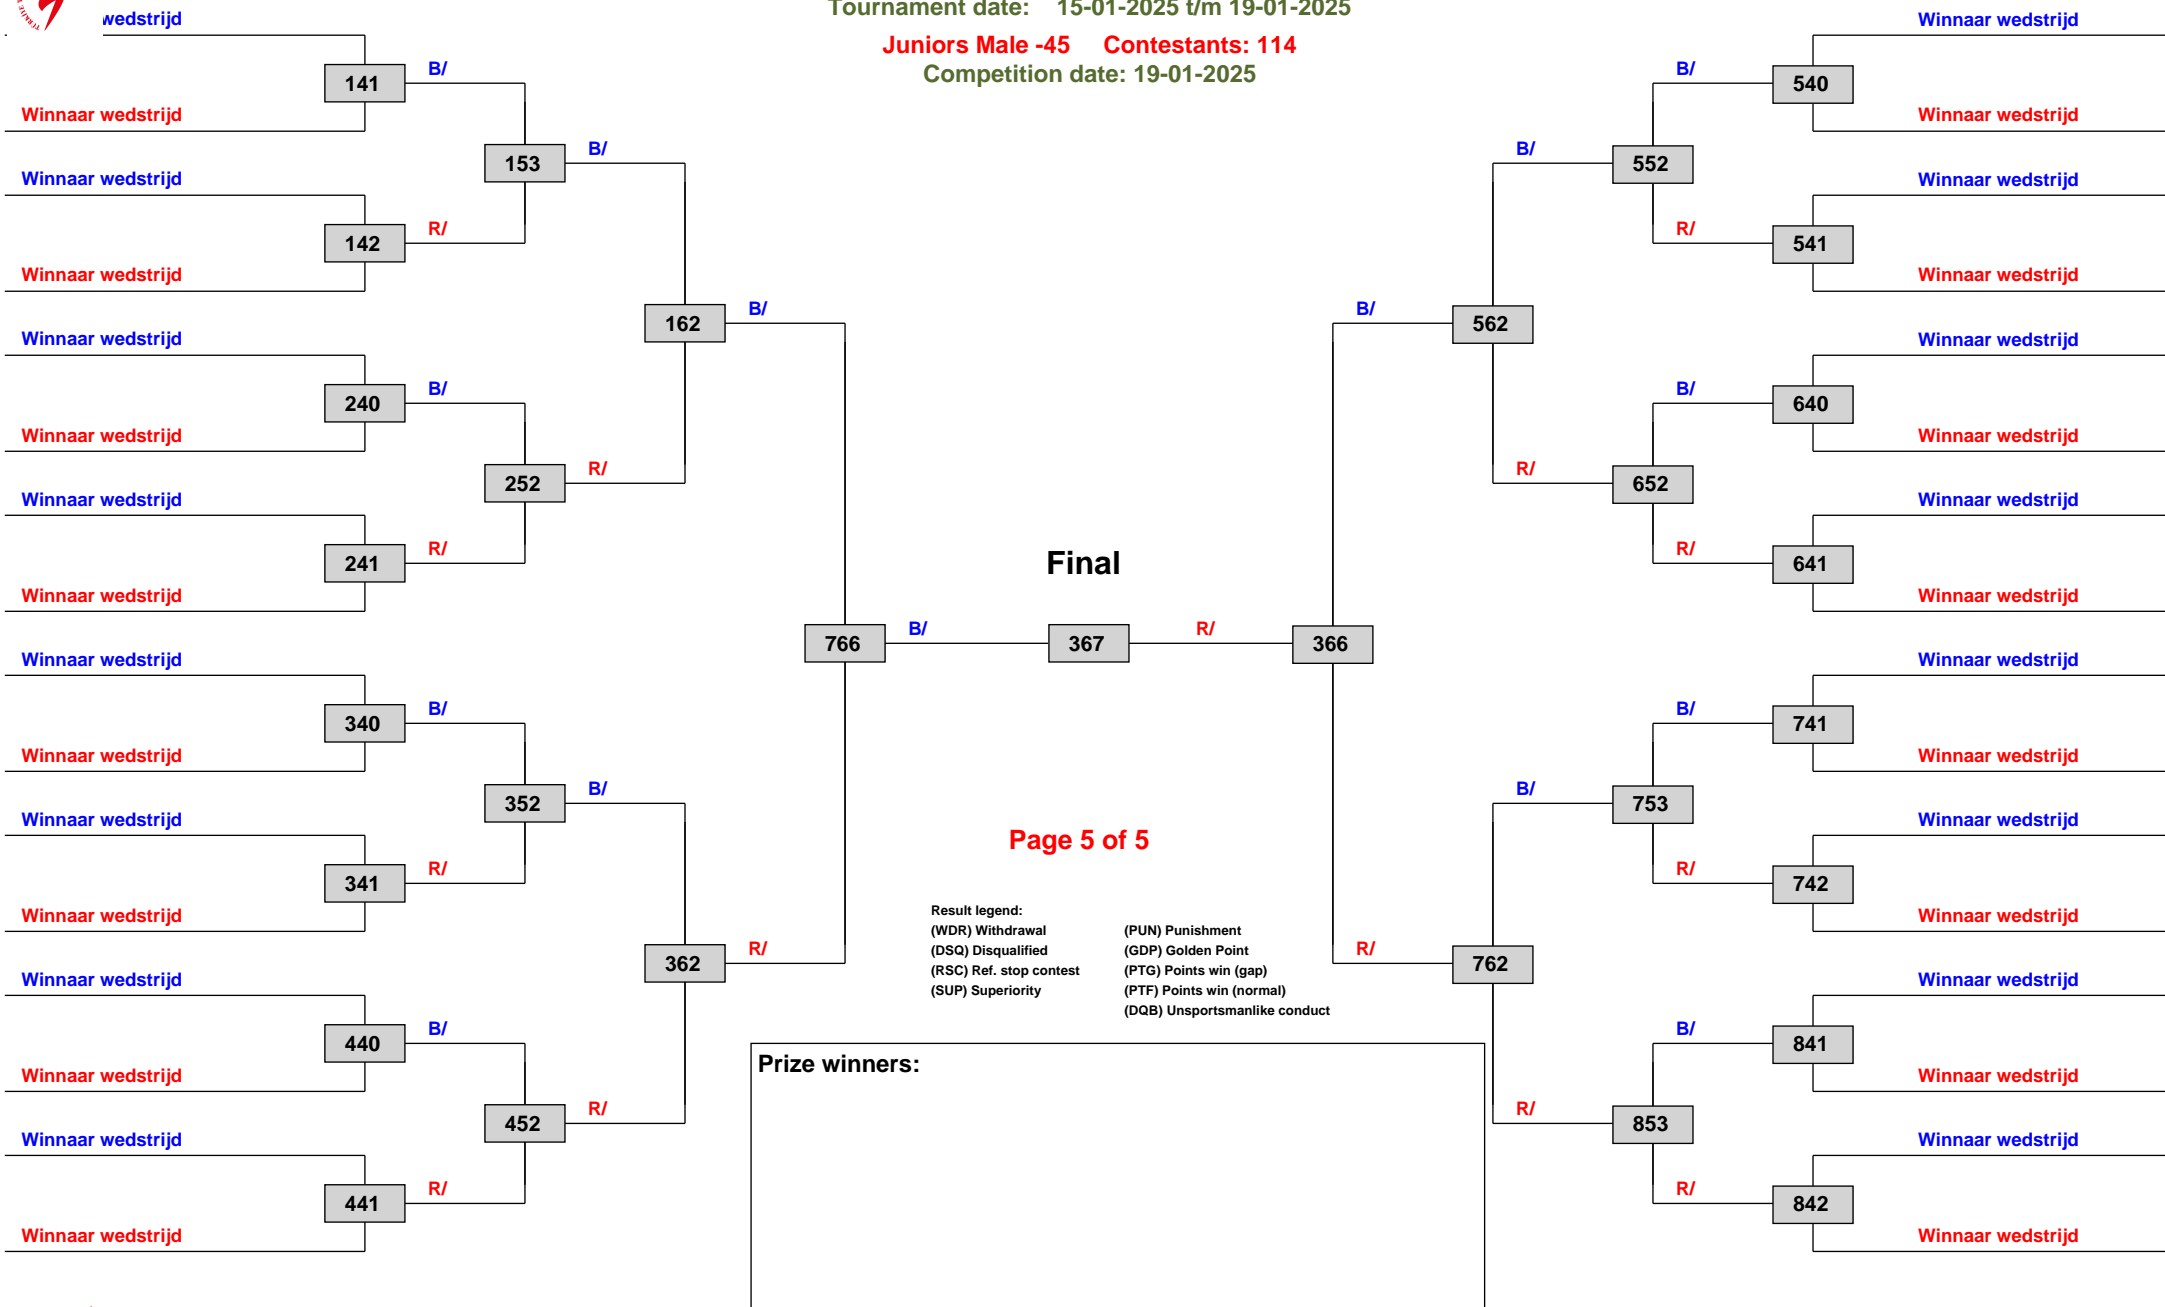 Tournament date: 15-01-2025 t/m 19-01-2025
Juniors Male -45 Contestants: 114
Competition date: 19-01-2025
wedstrijd
141
B/
Winnaar wedstrijd
153
B/
Winnaar wedstrijd
142
R/
Winnaar wedstrijd
162
B/
Winnaar wedstrijd
240
B/
Winnaar wedstrijd
252
R/
Winnaar wedstrijd
241
R/
Winnaar wedstrijd
766
B/
Winnaar wedstrijd
340
B/
Winnaar wedstrijd
352
B/
Winnaar wedstrijd
341
R/
Winnaar wedstrijd
362
R/
Winnaar wedstrijd
440
B/
Winnaar wedstrijd
452
R/
Winnaar wedstrijd
441
R/
Winnaar wedstrijd
Final
367
R/
366
Winnaar wedstrijd
B/
540
Winnaar wedstrijd
B/
552
Winnaar wedstrijd
R/
541
Winnaar wedstrijd
B/
562
Winnaar wedstrijd
B/
640
Winnaar wedstrijd
R/
652
Winnaar wedstrijd
R/
641
Winnaar wedstrijd
Winnaar wedstrijd
B/
741
Winnaar wedstrijd
B/
753
Winnaar wedstrijd
R/
742
Winnaar wedstrijd
R/
762
Winnaar wedstrijd
B/
841
Winnaar wedstrijd
R/
853
Winnaar wedstrijd
R/
842
Winnaar wedstrijd
Page 5 of 5
Result legend:
(WDR) Withdrawal
(DSQ) Disqualified
(RSC) Ref. stop contest
(SUP) Superiority
(PUN) Punishment
(GDP) Golden Point
(PTG) Points win (gap)
(PTF) Points win (normal)
(DQB) Unsportsmanlike conduct
Prize winners: